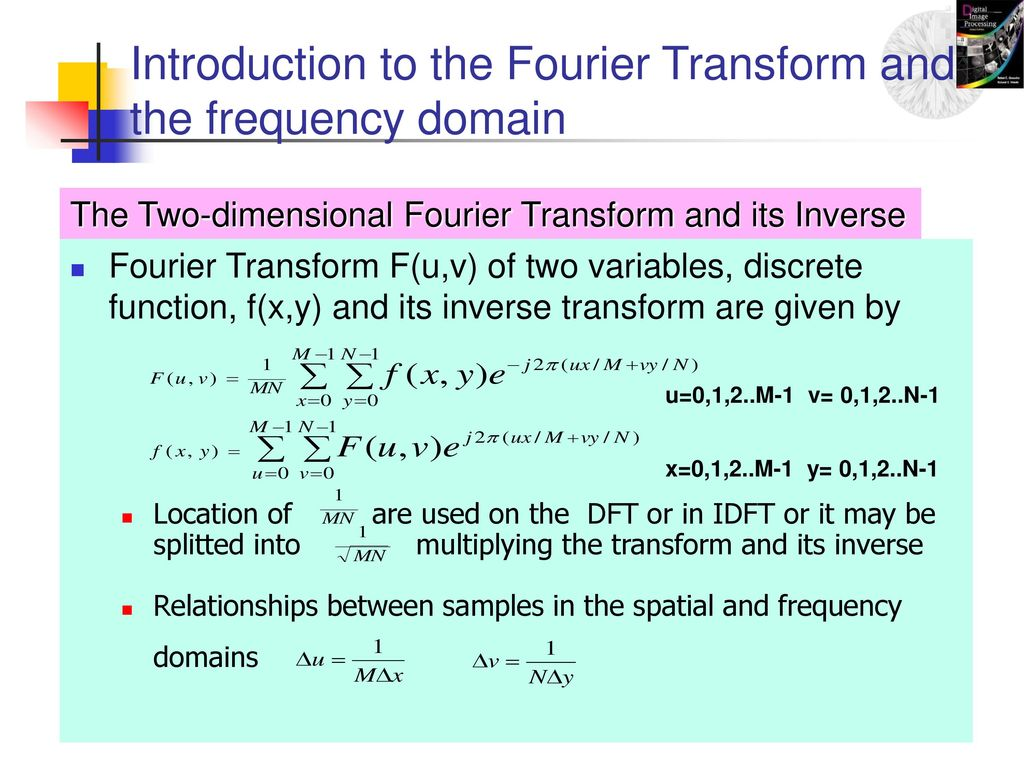 Digital
Image
Processing
Introduction to the Fourier Transform and
the frequency domain
The Two-dimensional Fourier Transform and its Inverse
Fourier Transform F(u,v) of two variables, discrete
function, f(x,y) and its inverse transform are given by
F(u,v) = 1/MN M−1 ∑ x=0 N−1 ∑ y=0 f(x, y)e^−j2π(ux/M+vy/N)
u=0,1,2..M-1 v= 0,1,2..N-1
f(x, y) = M−1 ∑ u=0 N−1 ∑ v=0 F(u,v)e^j2π(ux/M+vy/N)
x=0,1,2..M-1 y= 0,1,2..N-1
Location of 1/MN are used on the DFT or in IDFT or it may be
splitted into 1/√MN multiplying the transform and its inverse
Relationships between samples in the spatial and frequency
domains Δu = 1/MΔx Δv = 1/NΔy